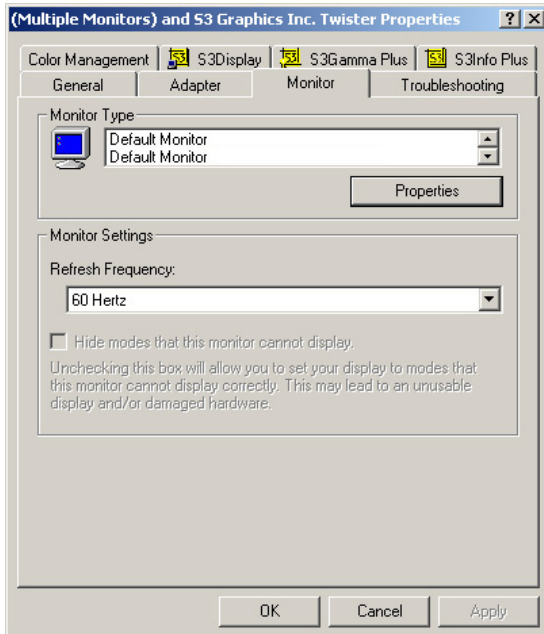 (Multiple Monitors) and S3 Graphics Inc. Twister Properties
Color Management
S3Display
S3Gamma Plus
S3Info Plus
General
Adapter
Monitor
Troubleshooting
Monitor Type
Default Monitor
Default Monitor
Properties
Monitor Settings
Refresh Frequency:
60 Hertz
Hide modes that this monitor cannot display.
Unchecking this box will allow you to set your display to modes that
this monitor cannot display correctly. This may lead to an unusable
display and/or damaged hardware.
OK
Cancel
Apply